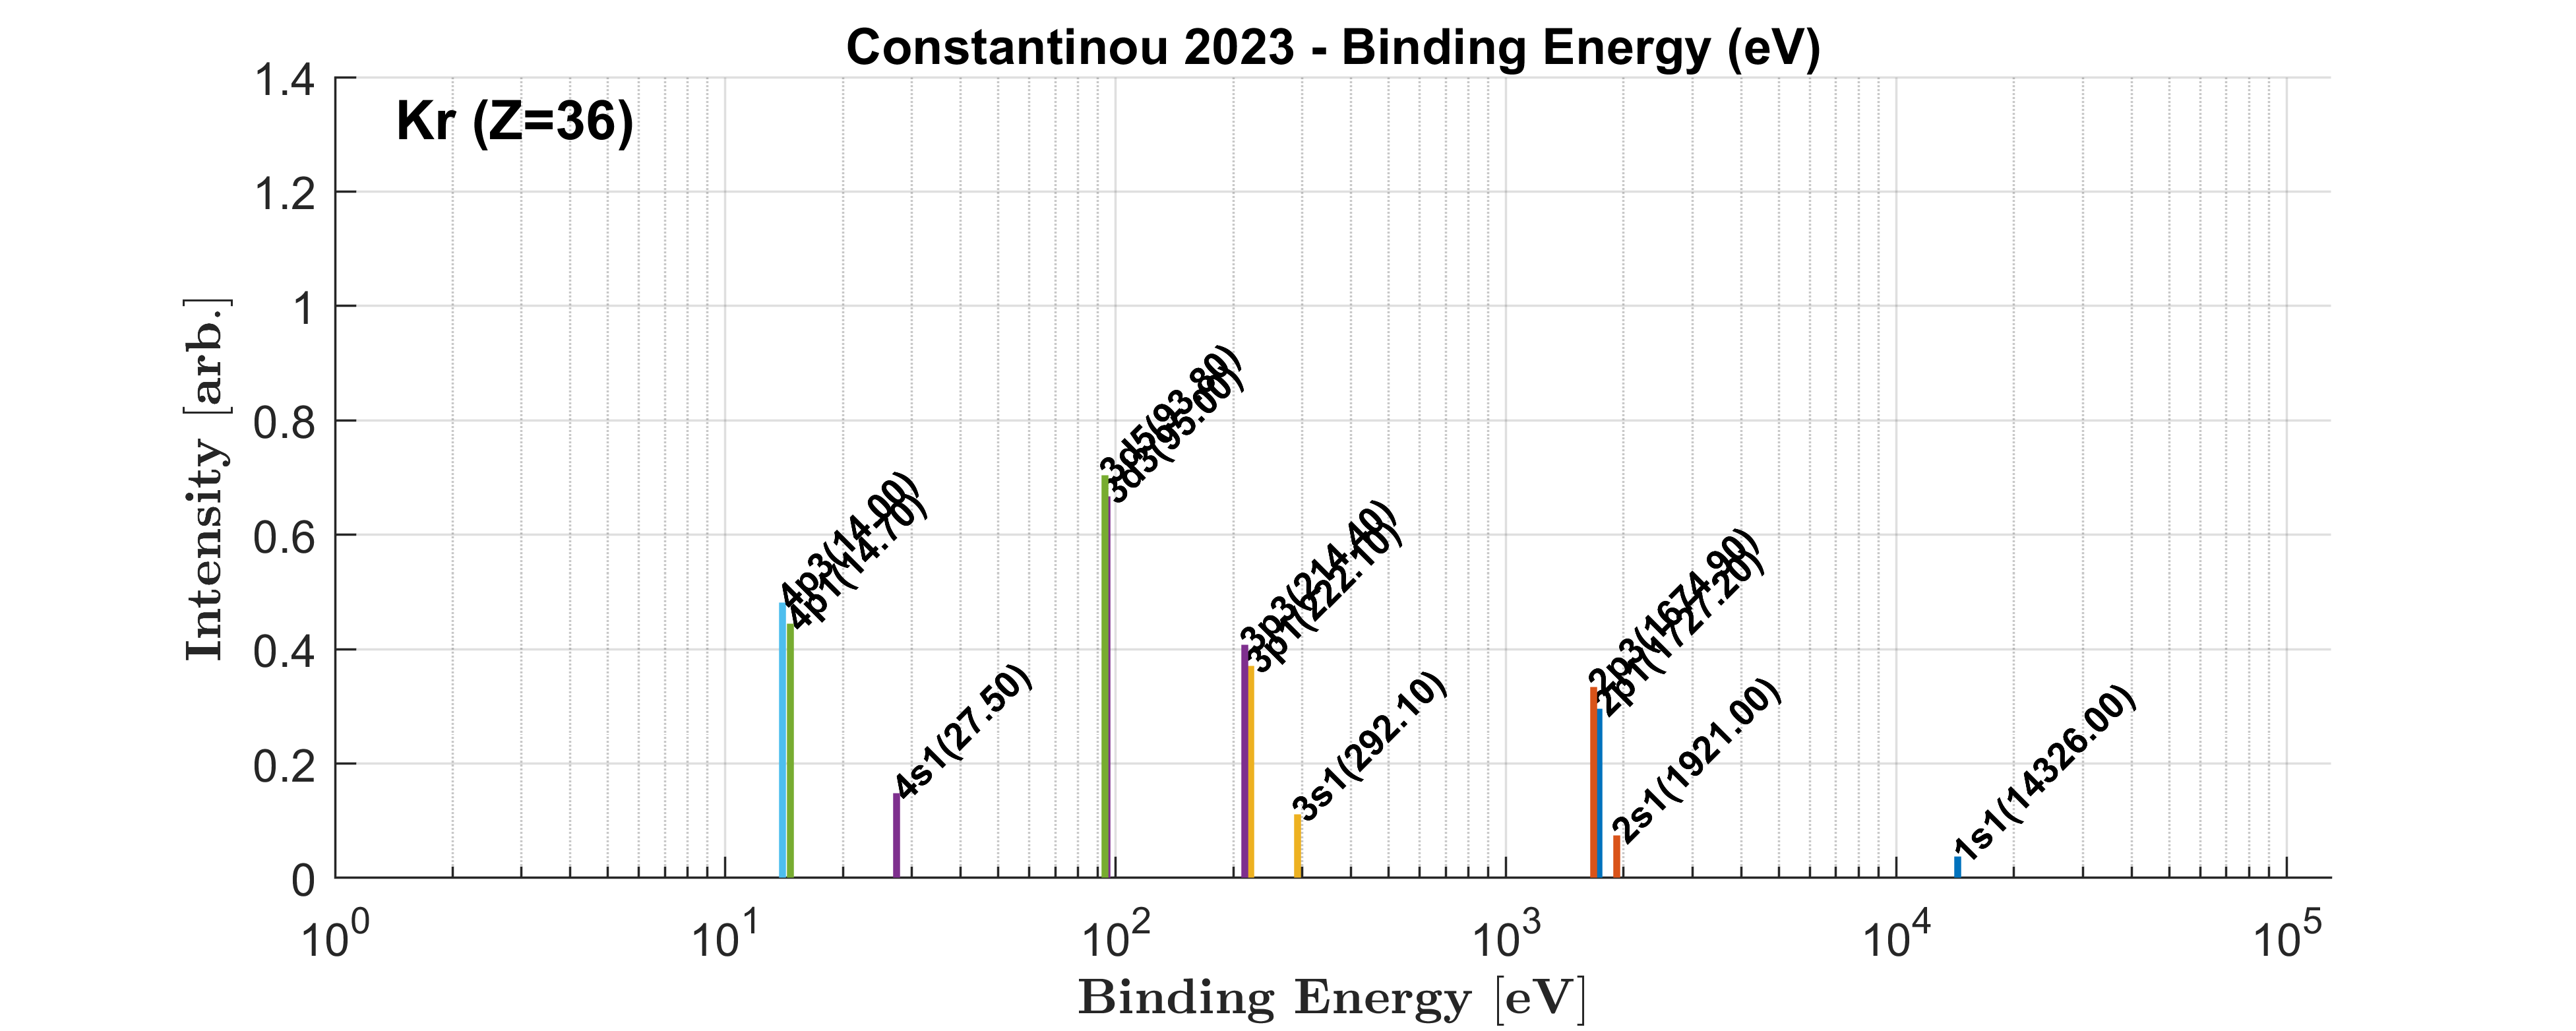 Constantinou 2023 - Binding Energy (eV)
Kr (Z=36)
1.4
1.2
1
0.8
0.6
0.4
0.2
0
Intensity [arb.]
4p3(14.00)
4p1(14.70)
4s1(27.50)
3d5(93.80)
3d3(95.00)
3p3(214.40)
3p1(222.10)
3s1(292.10)
2p3(1674.90)
2p1(1727.20)
2s1(1921.00)
1s1(14326.00)
10^0 10^1 10^2 10^3 10^4 10^5
Binding Energy [eV]